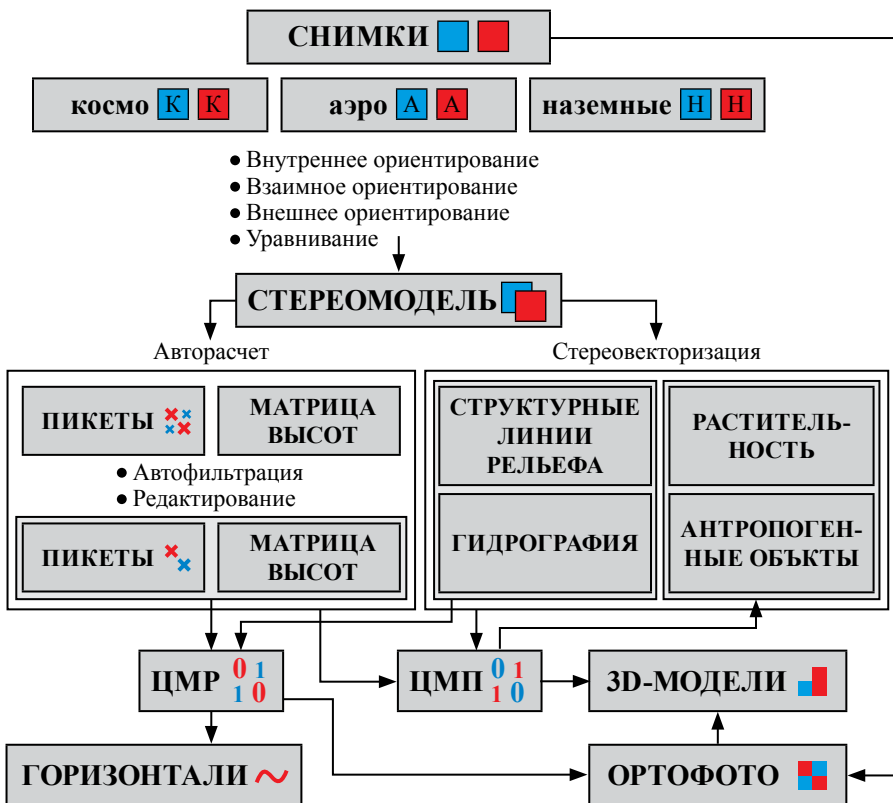 СНИМКИ
космо К К
аэро А А
наземные Н Н
● Внутреннее ориентирование
● Взаимное ориентирование
● Внешнее ориентирование
● Уравнивание
СТЕРЕОМОДЕЛЬ
Авторасчет
Стереовекторизация
ПИКЕТЫ
МАТРИЦА
ВЫСОТ
● Автофильтрация
● Редактирование
ПИКЕТЫ
МАТРИЦА
ВЫСОТ
СТРУКТУРНЫЕ
ЛИНИИ
РЕЛЬЕФА
РАСТИТЕЛЬ-
НОСТЬ
ГИДРОГРАФИЯ
АНТРОПОГЕН-
НЫЕ ОБЪКТЫ
ЦМР 0 1
1 0
ЦМП 0 1
1 0
3D-МОДЕЛИ
ГОРИЗОНТАЛИ
ОРТОФОТО